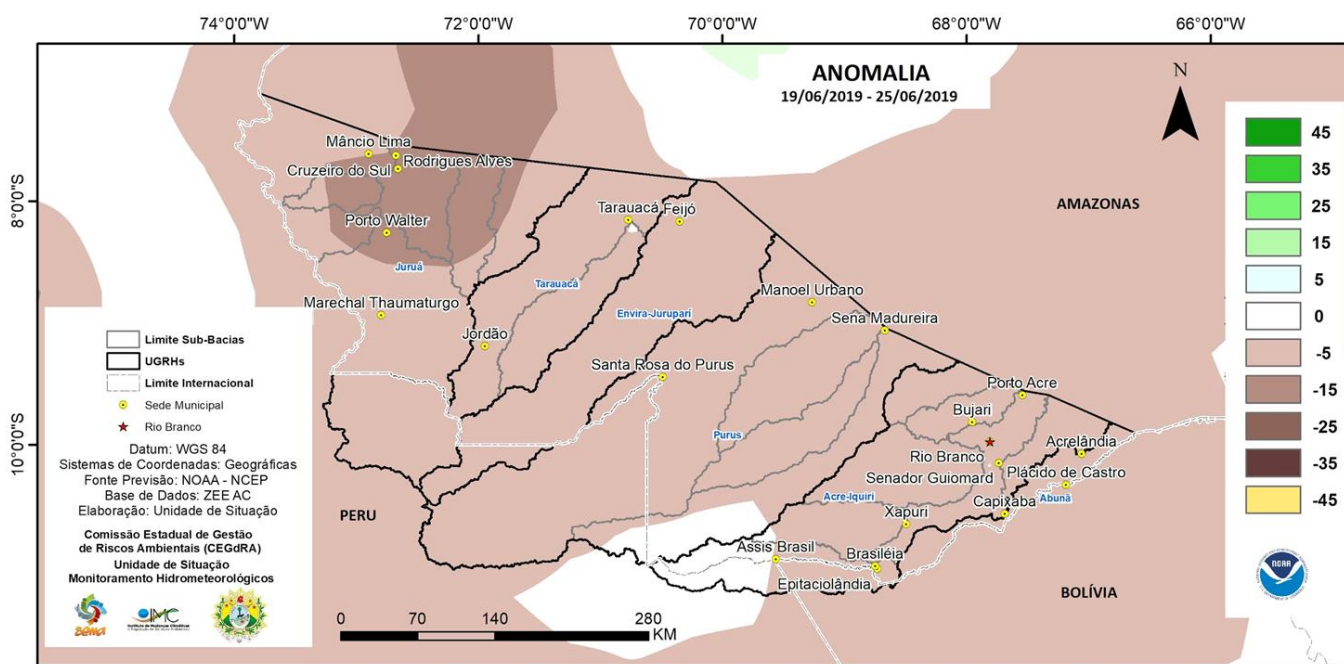 74°0'0"W
72°0'0"W
70°0'0"W
68°0'0"W
66°0'0"W
ANOMALIA
19/06/2019 - 25/06/2019
N
45
35
25
15
5
0
-5
-15
-25
-35
-45
8°0'0"S
10°0'0"S
Mâncio Lima
Rodrigues Alves
Cruzeiro do Sul
Porto Walter
Juruá
Marechal Thaumaturgo
Tarauacá
Feijó
Tarauacá
Jordão
Envira-Jurupari
AMAZONAS
Manoel Urbano
Sena Madureira
Santa Rosa do Purus
Purus
Porto Acre
Bujari
Acrelândia
Rio Branco
Plácido de Castro
Senador Guiomard
Abunã
Acre-Iquiri
Capixaba
Xapuri
PERU
Assis Brasil
Brasiléia
Epitaciolândia
BOLÍVIA
Limite Sub-Bacias
UGRHs
Limite Internacional
Sede Municipal
Rio Branco
Datum: WGS 84
Sistemas de Coordenadas: Geográficas
Fonte Previsão: NOAA - NCEP
Base de Dados: ZEE AC
Elaboração: Unidade de Situação
Comissão Estadual de Gestão
de Riscos Ambientais (CEGdRA)
Unidade de Situação
Monitoramento Hidrometeorológicos
Sema
IMC
0
70
140
280
KM
NOAA